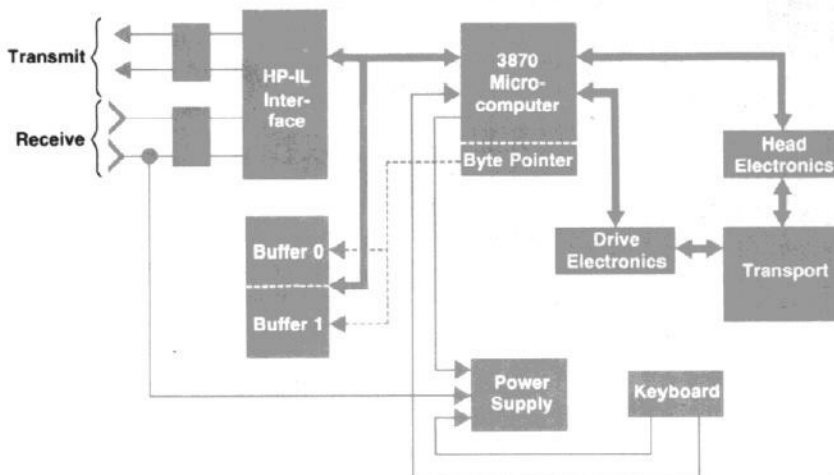 Transmit
Receive
HP-IL
Inter-
face
3870
Micro-
computer
Byte Pointer
Head
Electronics
Buffer 0
Buffer 1
Drive
Electronics
Transport
Power
Supply
Keyboard